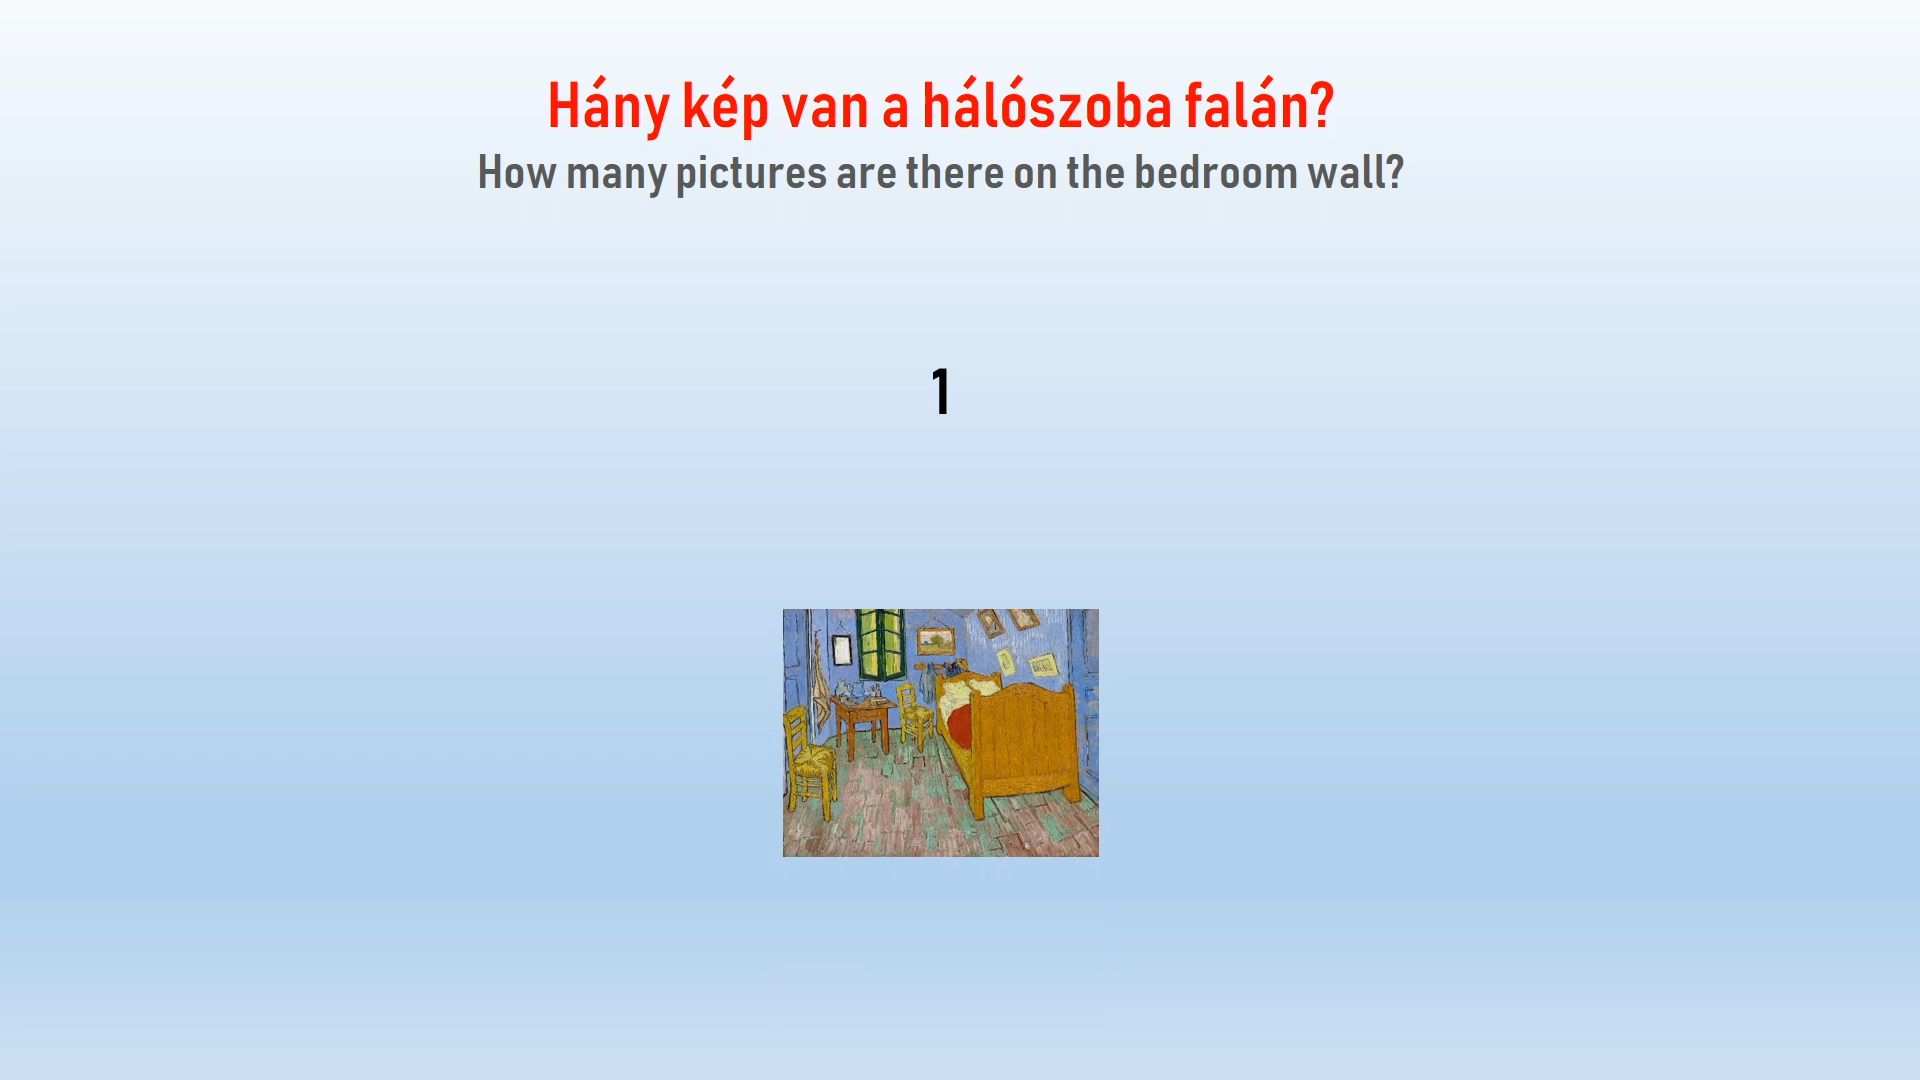 Hány kép van a hálószoba falán?
How many pictures are there on the bedroom wall?
1